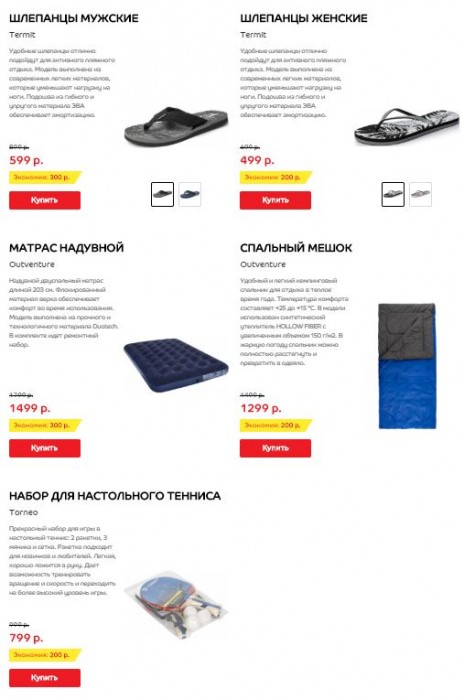 ШЛЕПАНЦЫ МУЖСКИЕ
Termit
Удобные шлепанцы отлично
подойдут для активного пляжного
отдыха. Модель выполнена из
современных легких материалов,
которые уменьшают нагрузку на
ноги. Подошва из гибкого и
упругого материала ЭВА
обеспечивает амортизацию.
899 р.
599 р.
Экономия: 300 р.
Купить
ШЛЕПАНЦЫ ЖЕНСКИЕ
Termit
Удобные шлепанцы отлично
подойдут для активного пляжного
отдыха. Модель выполнена из
современных легких материалов,
которые уменьшают нагрузку на
ноги. Подошва из гибкого и
упругого материала ЭВА
обеспечивает амортизацию.
699 р.
499 р.
Экономия: 200 р.
Купить
МАТРАС НАДУВНОЙ
Outventure
Надувной двуспальный матрас
длиной 203 см. Флокированный
материал верха обеспечивает
комфорт во время использования.
Модель выполнена из прочного и
технологичного материала Duotech.
В комплекте идет ремонтный
набор.
1799 р.
1499 р.
Экономия: 300 р.
Купить
СПАЛЬНЫЙ МЕШОК
Outventure
Удобный и легкий кемпинговый
спальник для отдыха в теплое
время года. Температура комфорта
составляет +25 до +15 °С. В модели
использован синтетический
утеплитель HOLLOW FIBER с
увеличенным объемом 150 г/м2. В
жаркую погоду спальник можно
полностью расстегнуть и
превратить в одеяло.
1499 р.
1299 р.
Экономия: 200 р.
Купить
НАБОР ДЛЯ НАСТОЛЬНОГО ТЕННИСА
Torneo
Прекрасный набор для игры в
настольный теннис: 2 ракетки, 3
мячика и сетка. Ракетка подходит
для новичков и любителей. Легкая,
хорошо ложится в руку. Дает
возможность тренировать
вращение и скорость и переходить
на более высокий уровень игры.
999 р.
799 р.
Экономия: 200 р.
Купить